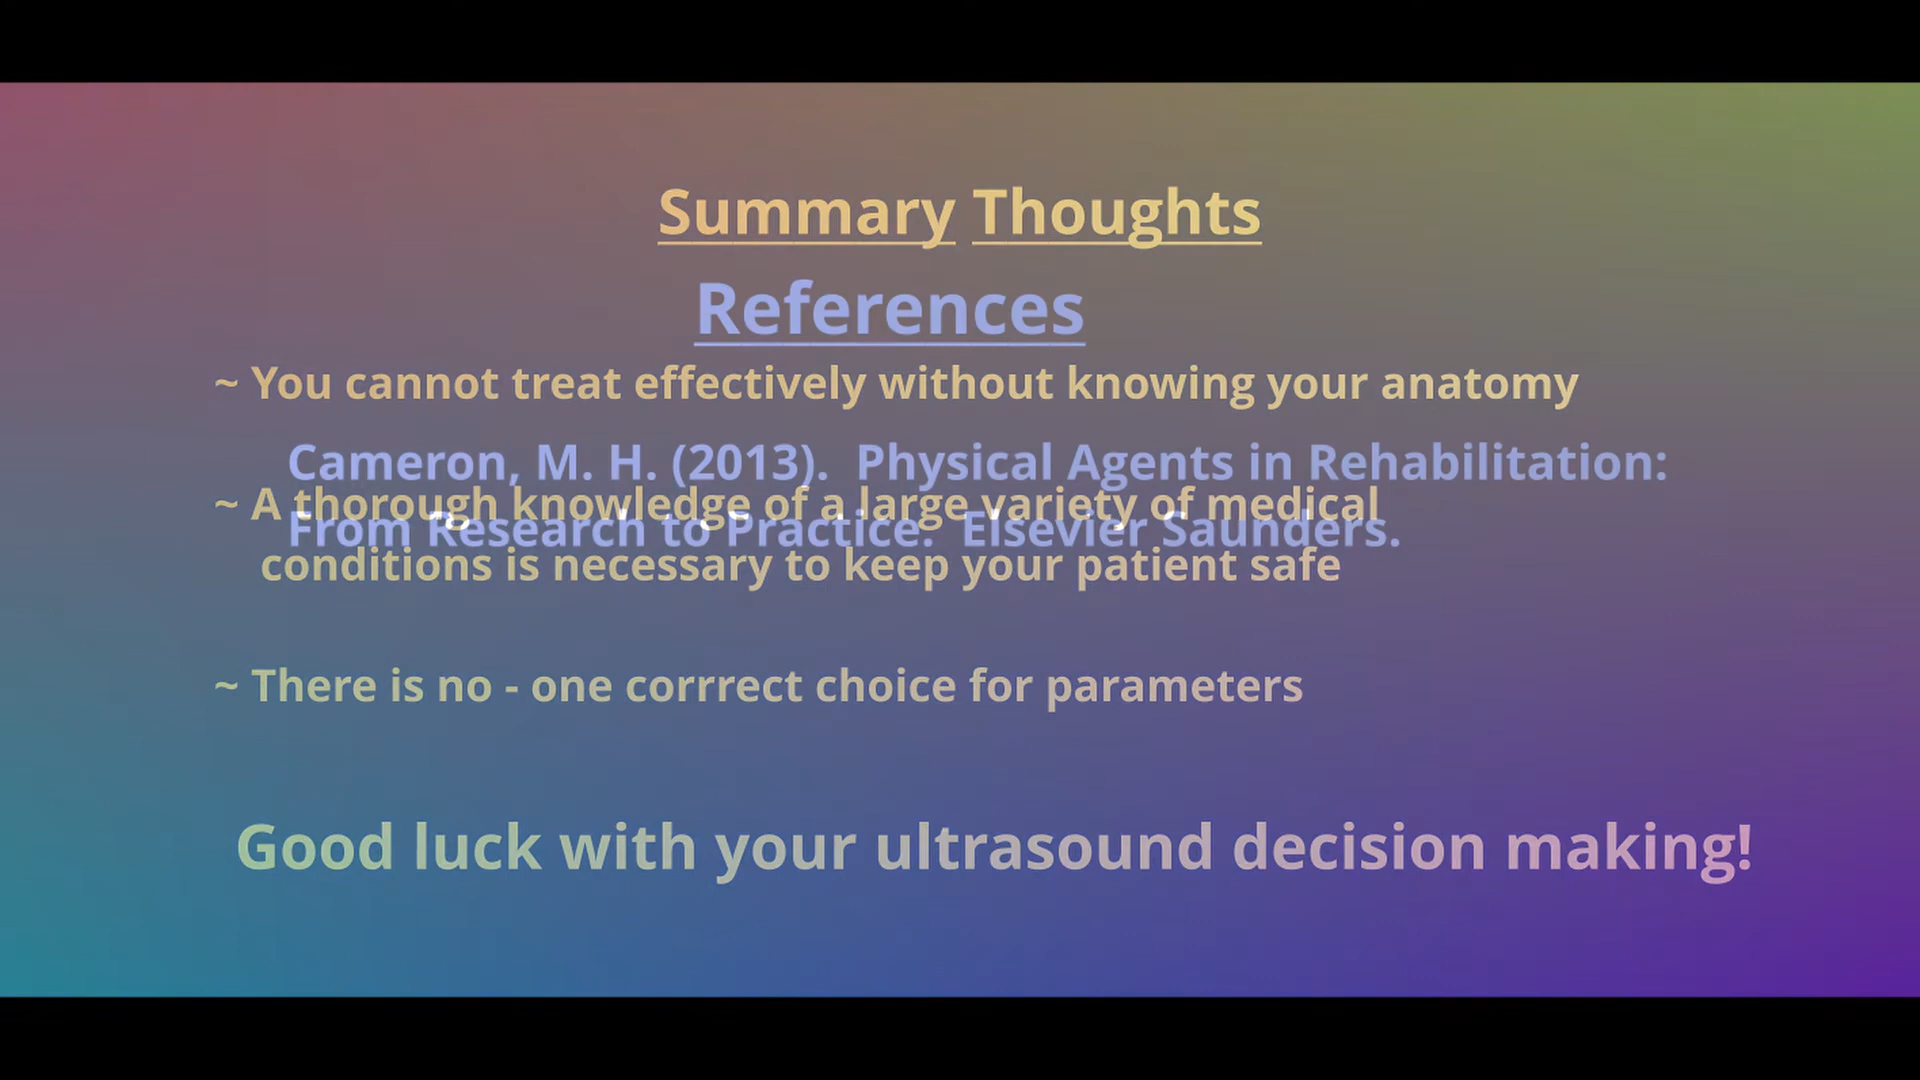 Summary Thoughts
References
~ You cannot treat effectively without knowing your anatomy
Cameron, M. H. (2013).  Physical Agents in Rehabilitation:
~ A thorough knowledge of a large variety of medical
From Research to Practice.  Elsevier Saunders.
conditions is necessary to keep your patient safe
~ There is no - one corrrect choice for parameters
Good luck with your ultrasound decision making!